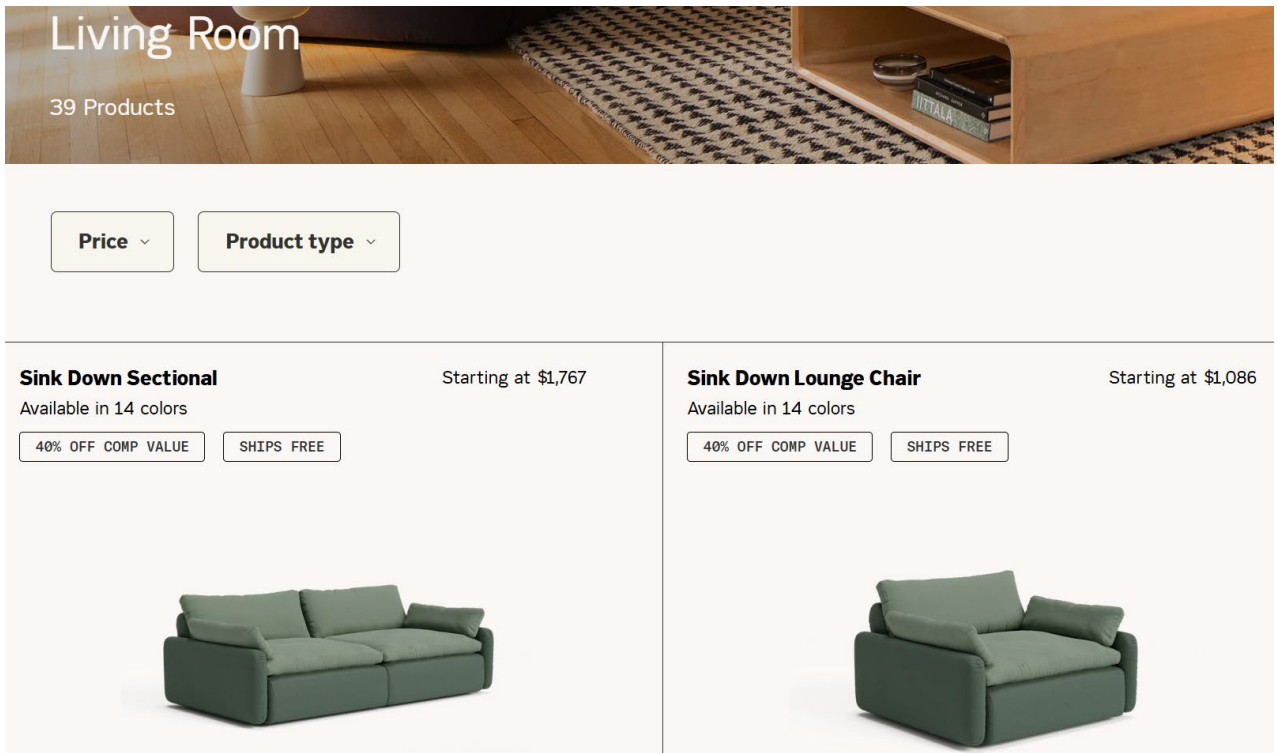 Living Room
39 Products
IITTALA
Price
Product type
Sink Down Sectional
Starting at $1,767
Available in 14 colors
40% OFF COMP VALUE
SHIPS FREE
Sink Down Lounge Chair
Starting at $1,086
Available in 14 colors
40% OFF COMP VALUE
SHIPS FREE